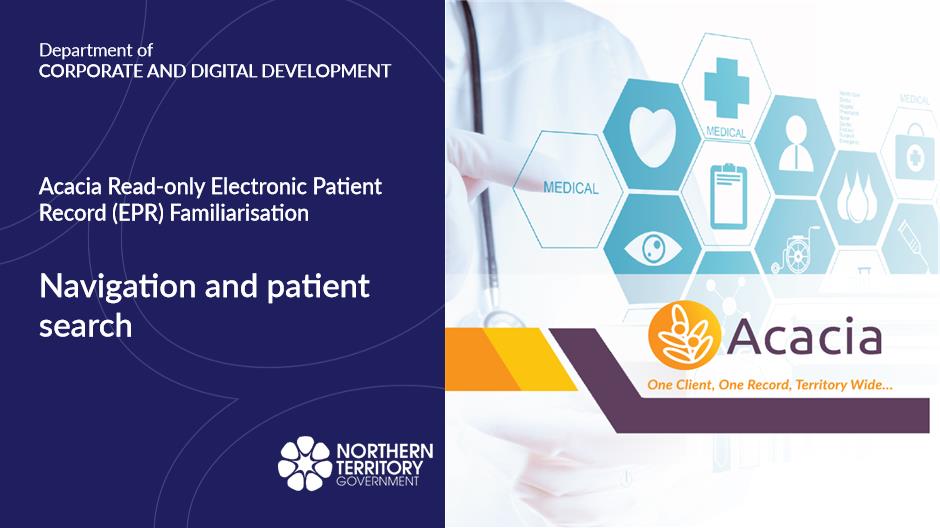 Department of
CORPORATE AND DIGITAL DEVELOPMENT
Acacia Read-only Electronic Patient
Record (EPR) Familiarisation
Navigation and patient
search
NORTHERN
TERRITORY
GOVERNMENT
MEDICAL
MEDICAL
MEDICAL
Acacia
One Client, One Record, Territory Wide...